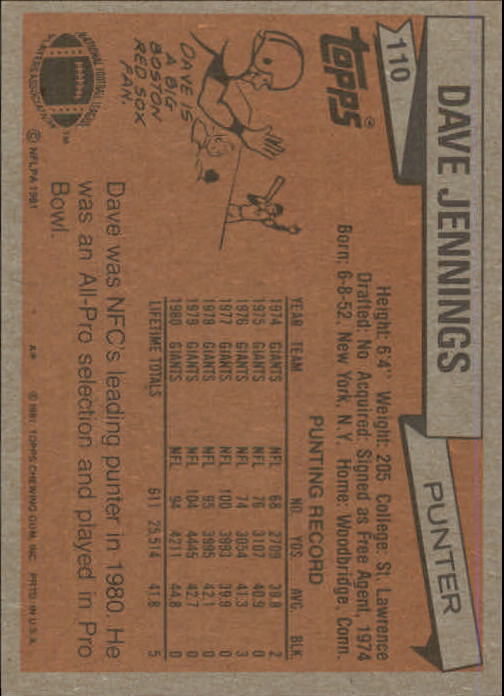 110
DAVE JENNINGS
PUNTER
topps®
Height: 6'4" Weight: 205 College: St. Lawrence
Drafted: No Acquired: Signed as Free Agent, 1974
Born: 6-8-52, New York, N.Y. Home: Woodbridge, Conn.
PUNTING RECORD
YEAR TEAM NO. YDS AVG. BLK.
1974 GIANTS NFL 68 2709 39.8 2
1975 GIANTS NFL 76 3107 40.9 0
1976 GIANTS NFL 74 3054 41.3 3
1977 GIANTS NFL 100 3993 39.9 0
1978 GIANTS NFL 95 3995 42.1 0
1979 GIANTS NFL 104 4445 42.7 0
1980 GIANTS NFL 94 4211 44.8 0
LIFETIME TOTALS 611 25,514 41.8 5
DAVE IS
A BIG
BOSTON
RED SOX
FAN.
NATIONAL FOOTBALL LEAGUE
PLAYERS ASSOCIATION
™
© NFLPA 1981
Dave was NFC's leading punter in 1980. He
was an All-Pro selection and played in Pro
Bowl.
* A* © 1981 TOPPS CHEWING GUM, INC. PRTD. IN U.S.A.